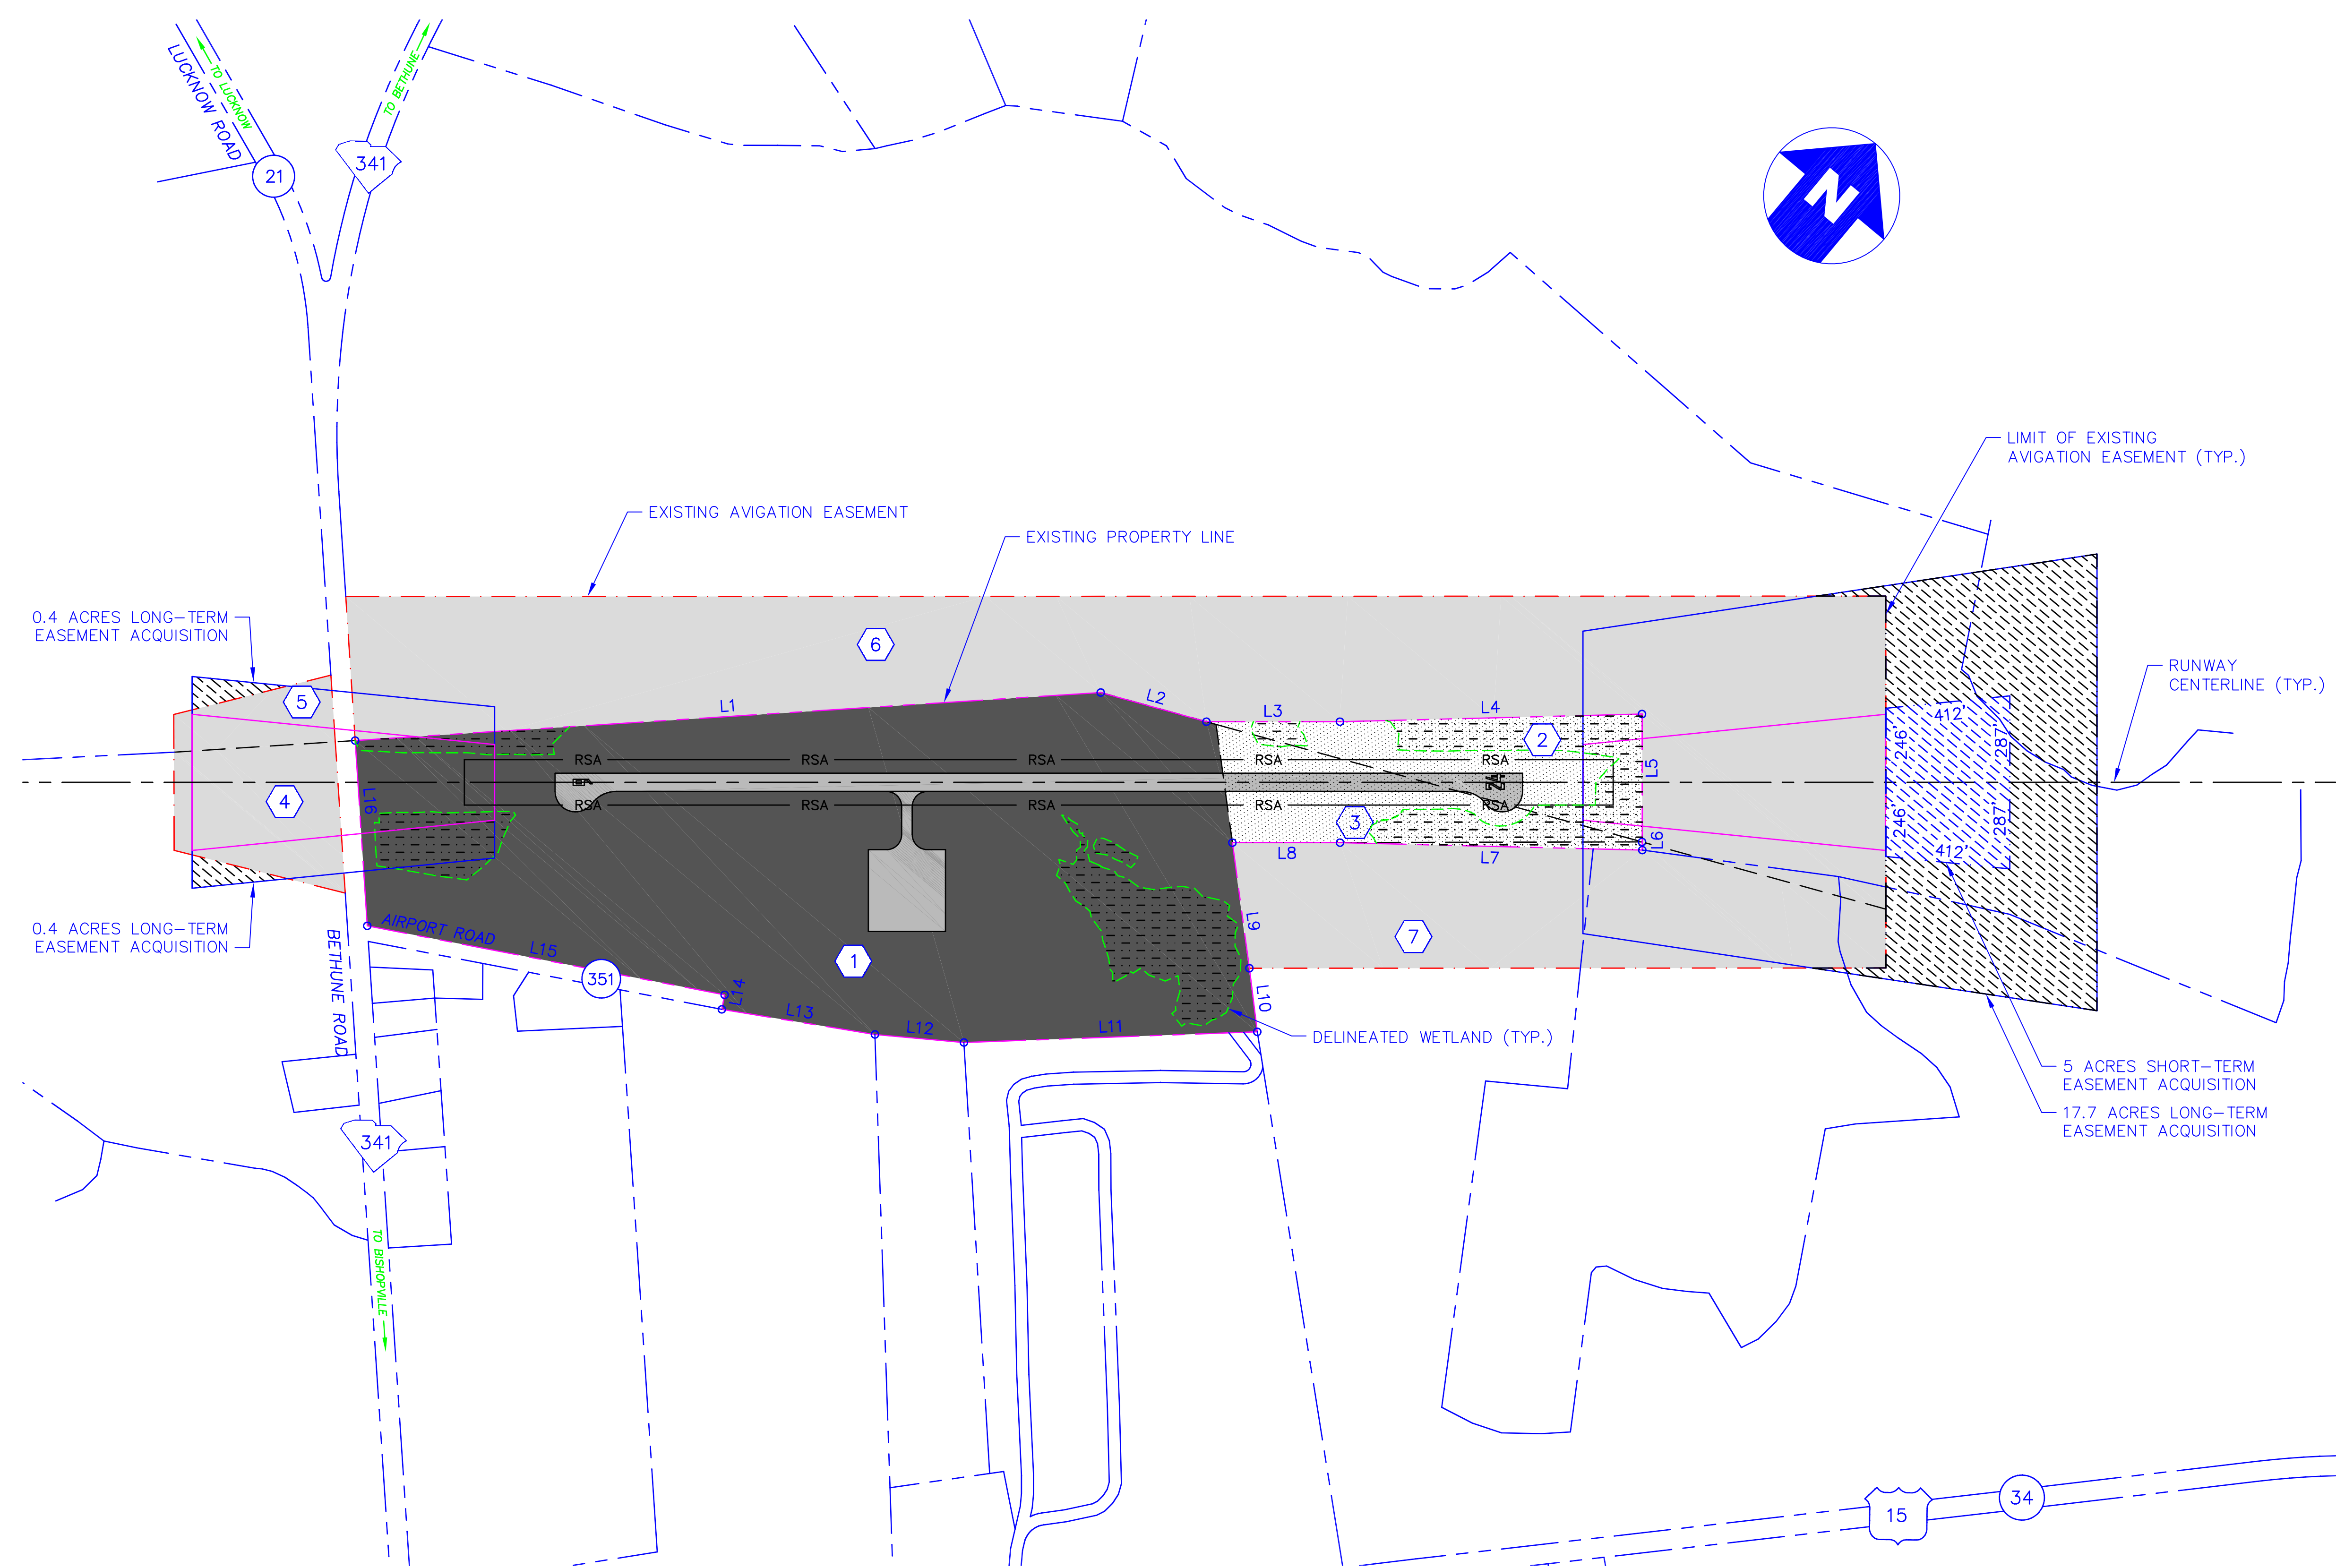 LUCKNOW ROAD
TO LUCKNOW
TO BETHUNE
21
341
N
LIMIT OF EXISTING
AVIGATION EASEMENT (TYP.)
EXISTING AVIGATION EASEMENT
EXISTING PROPERTY LINE
0.4 ACRES LONG-TERM
EASEMENT ACQUISITION
6
5
RUNWAY
CENTERLINE (TYP.)
L1
L2
L3
L4
2
412'
246'
287'
RSA
RSA
RSA
RSA
RSA
L5
24
4
L16
RSA
RSA
RSA
RSA
RSA
3
L6
246'
287'
412'
L8
L7
0.4 ACRES LONG-TERM
EASEMENT ACQUISITION
AIRPORT ROAD
L15
351
1
L9
7
BETHUNE ROAD
L14
L13
L12
L11
L10
DELINEATED WETLAND (TYP.)
5 ACRES SHORT-TERM
EASEMENT ACQUISITION
17.7 ACRES LONG-TERM
EASEMENT ACQUISITION
341
TO BISHOPVILLE
15
34